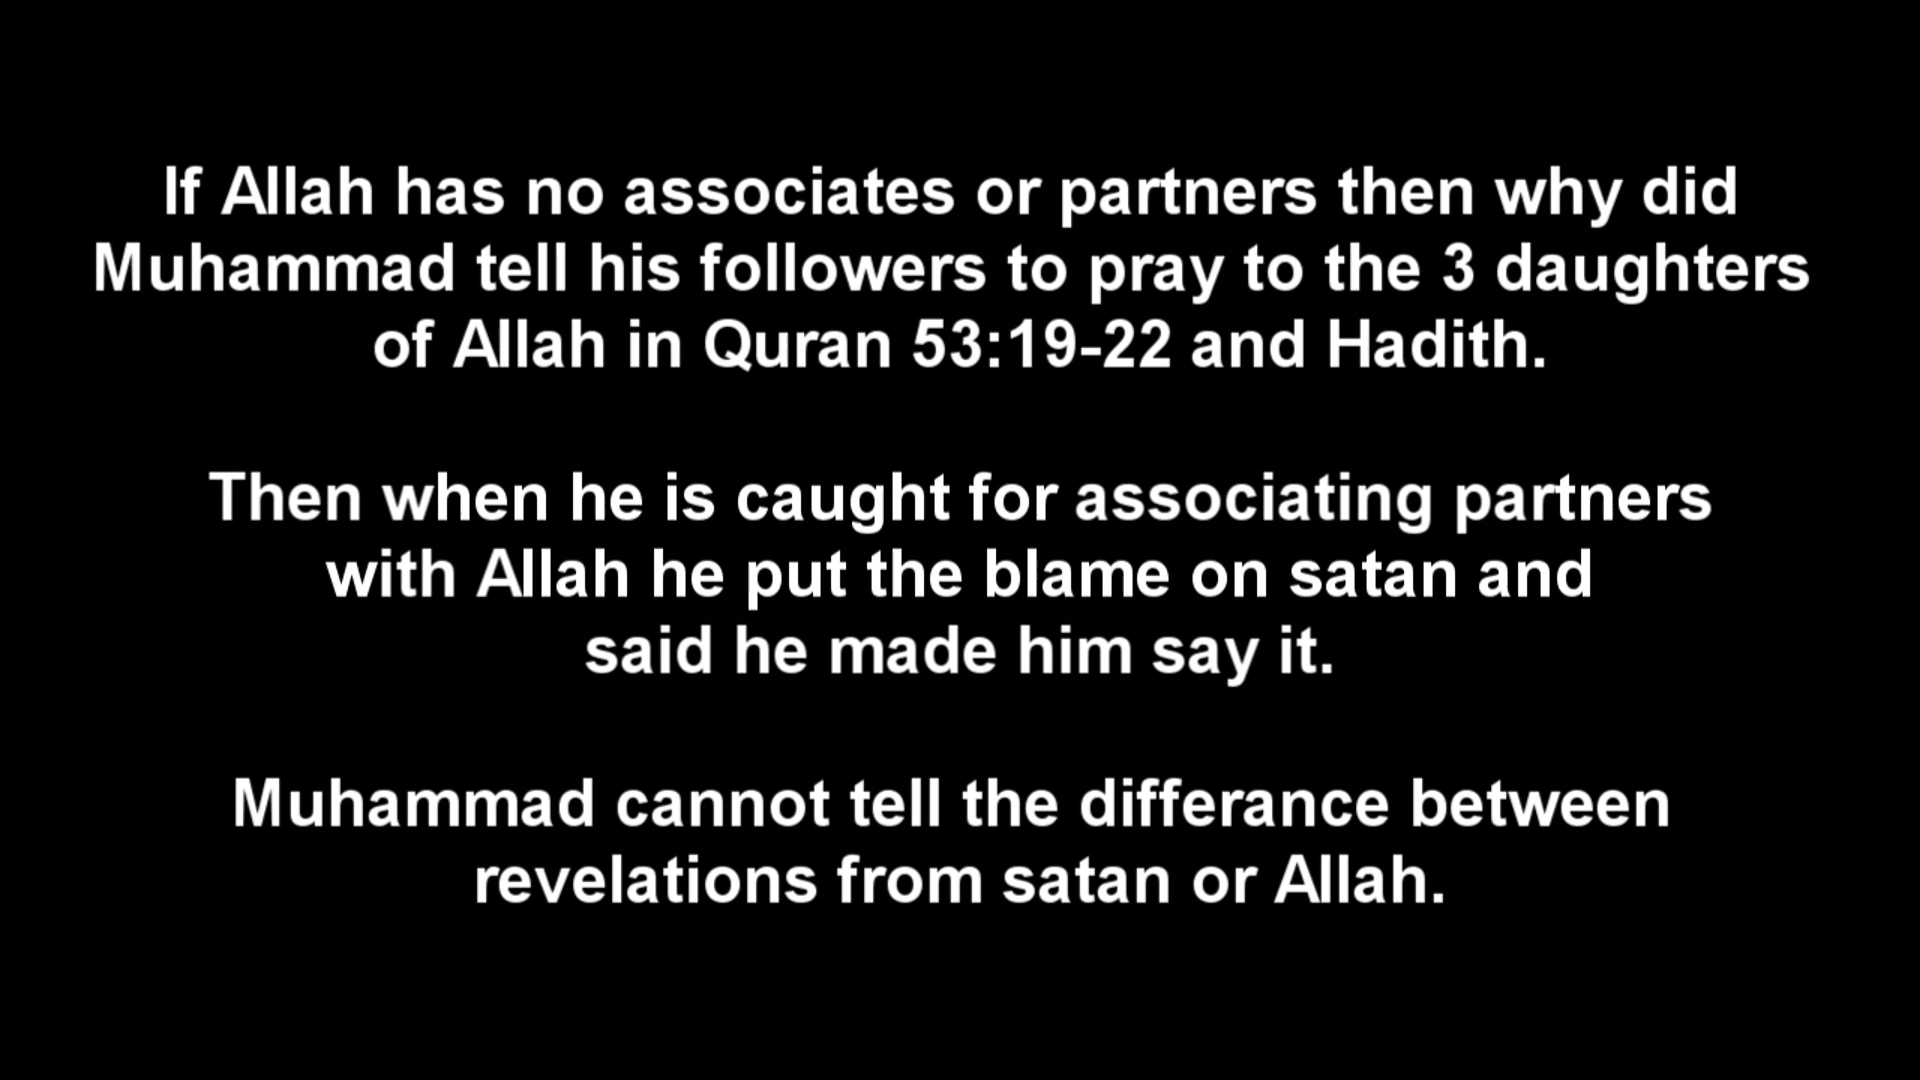 If Allah has no associates or partners then why did
Muhammad tell his followers to pray to the 3 daughters
of Allah in Quran 53:19-22 and Hadith.
Then when he is caught for associating partners
with Allah he put the blame on satan and
said he made him say it.
Muhammad cannot tell the differance between
revelations from satan or Allah.